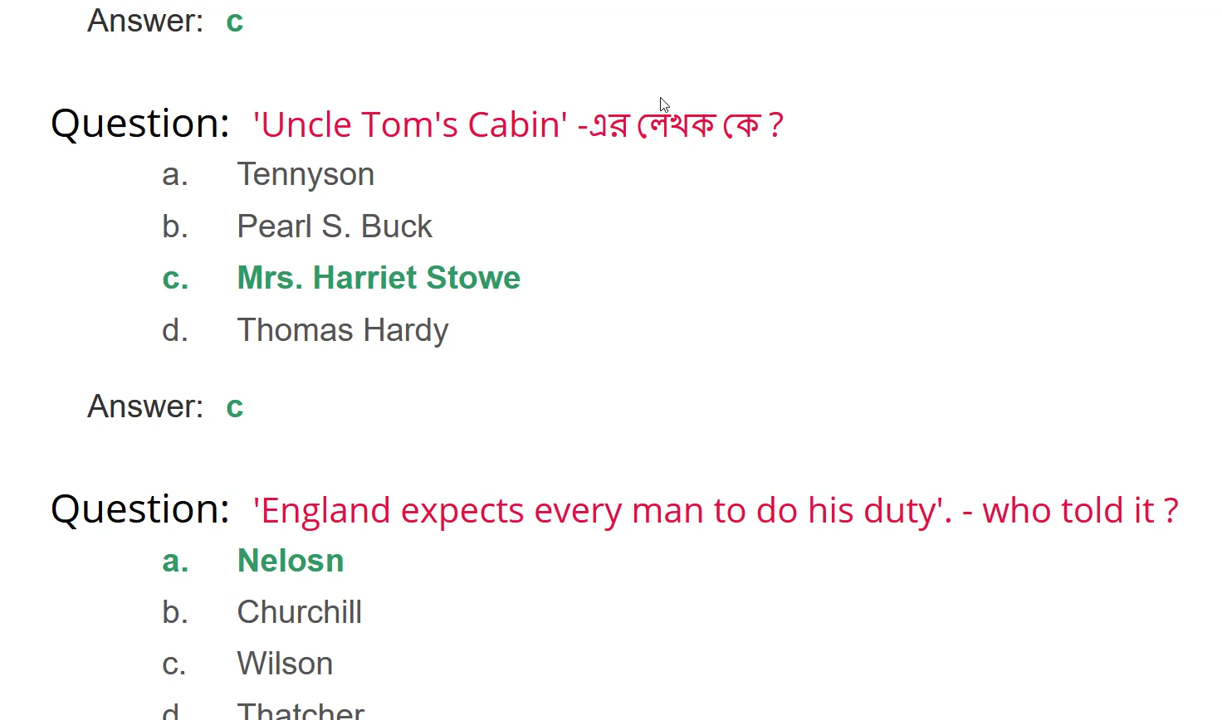 Answer: c
Question: 'Uncle Tom's Cabin' -এর লেখক কে ?
a. Tennyson
b. Pearl S. Buck
c. Mrs. Harriet Stowe
d. Thomas Hardy
Answer: c
Question: 'England expects every man to do his duty'. - who told it ?
a. Nelosn
b. Churchill
c. Wilson
d. Thatcher